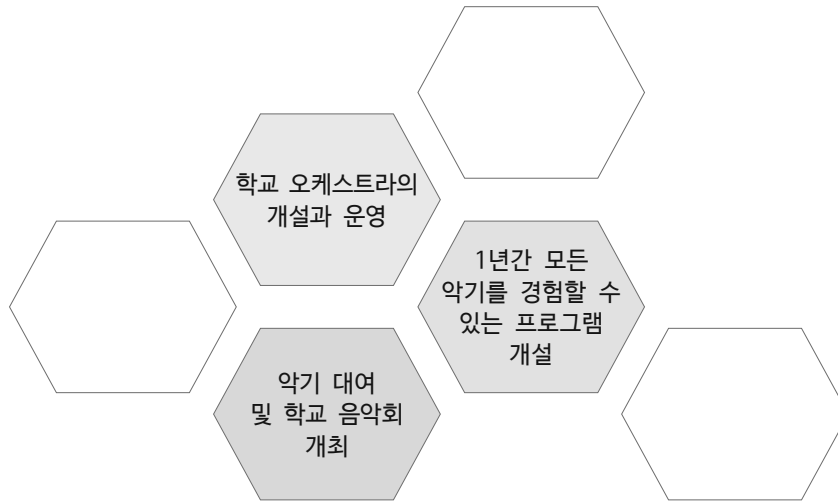 학교 오케스트라의
개설과 운영
1년간 모든
악기를 경험할 수
있는 프로그램
개설
악기 대여
및 학교 음악회
개최